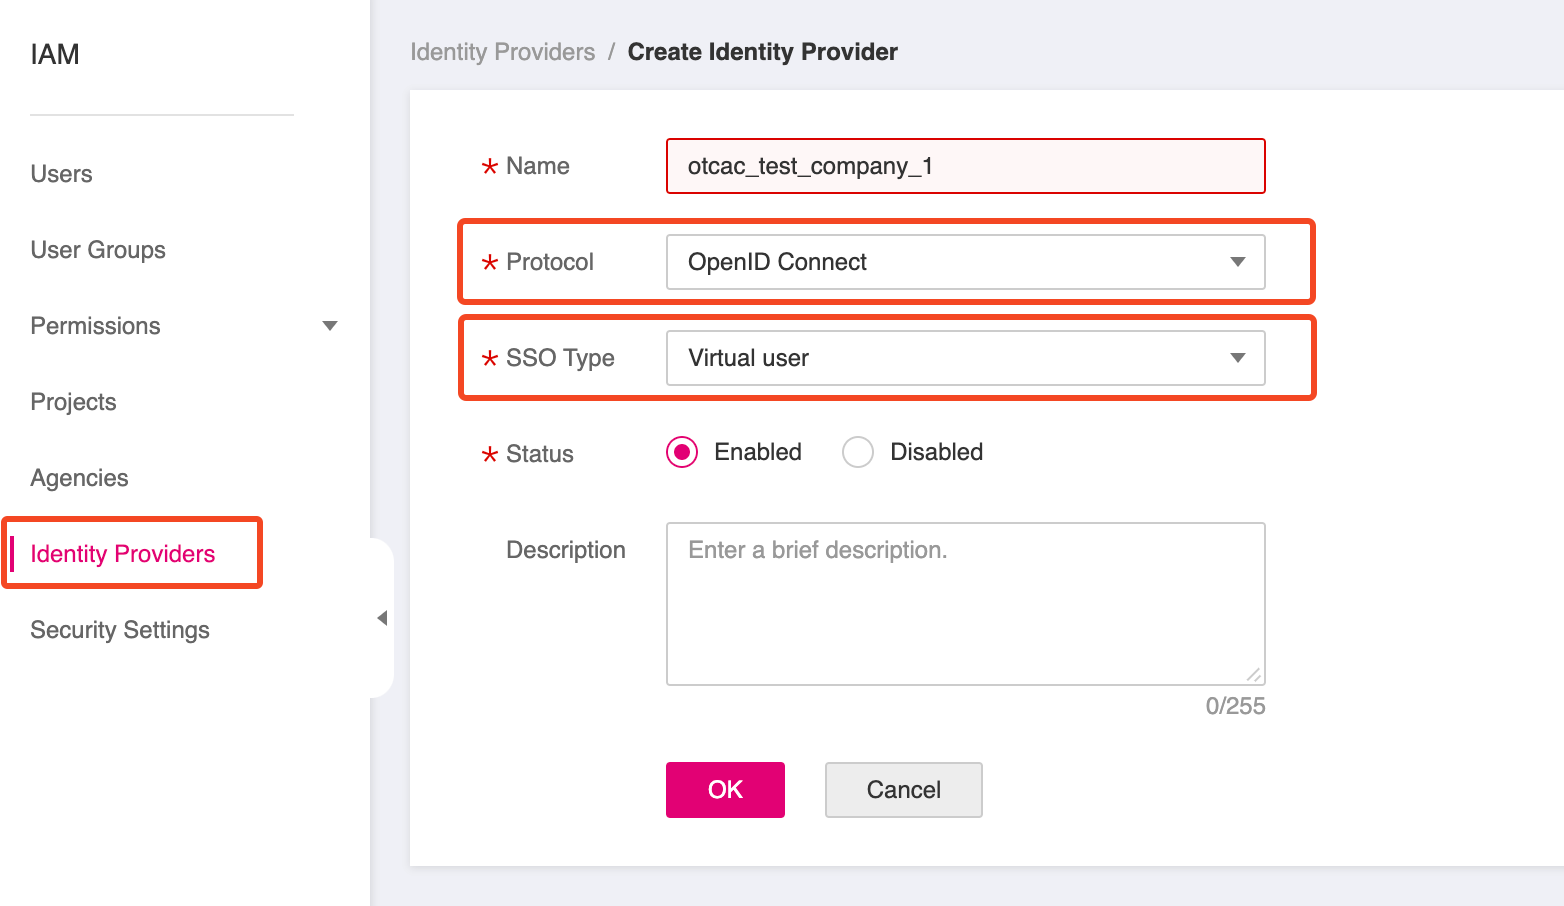 IAM
Users
User Groups
Permissions
Projects
Agencies
Identity Providers
Security Settings
Identity Providers / Create Identity Provider
* Name otcac_test_company_1
* Protocol OpenID Connect
* SSO Type Virtual user
* Status Enabled Disabled
Description Enter a brief description.
0/255
OK Cancel